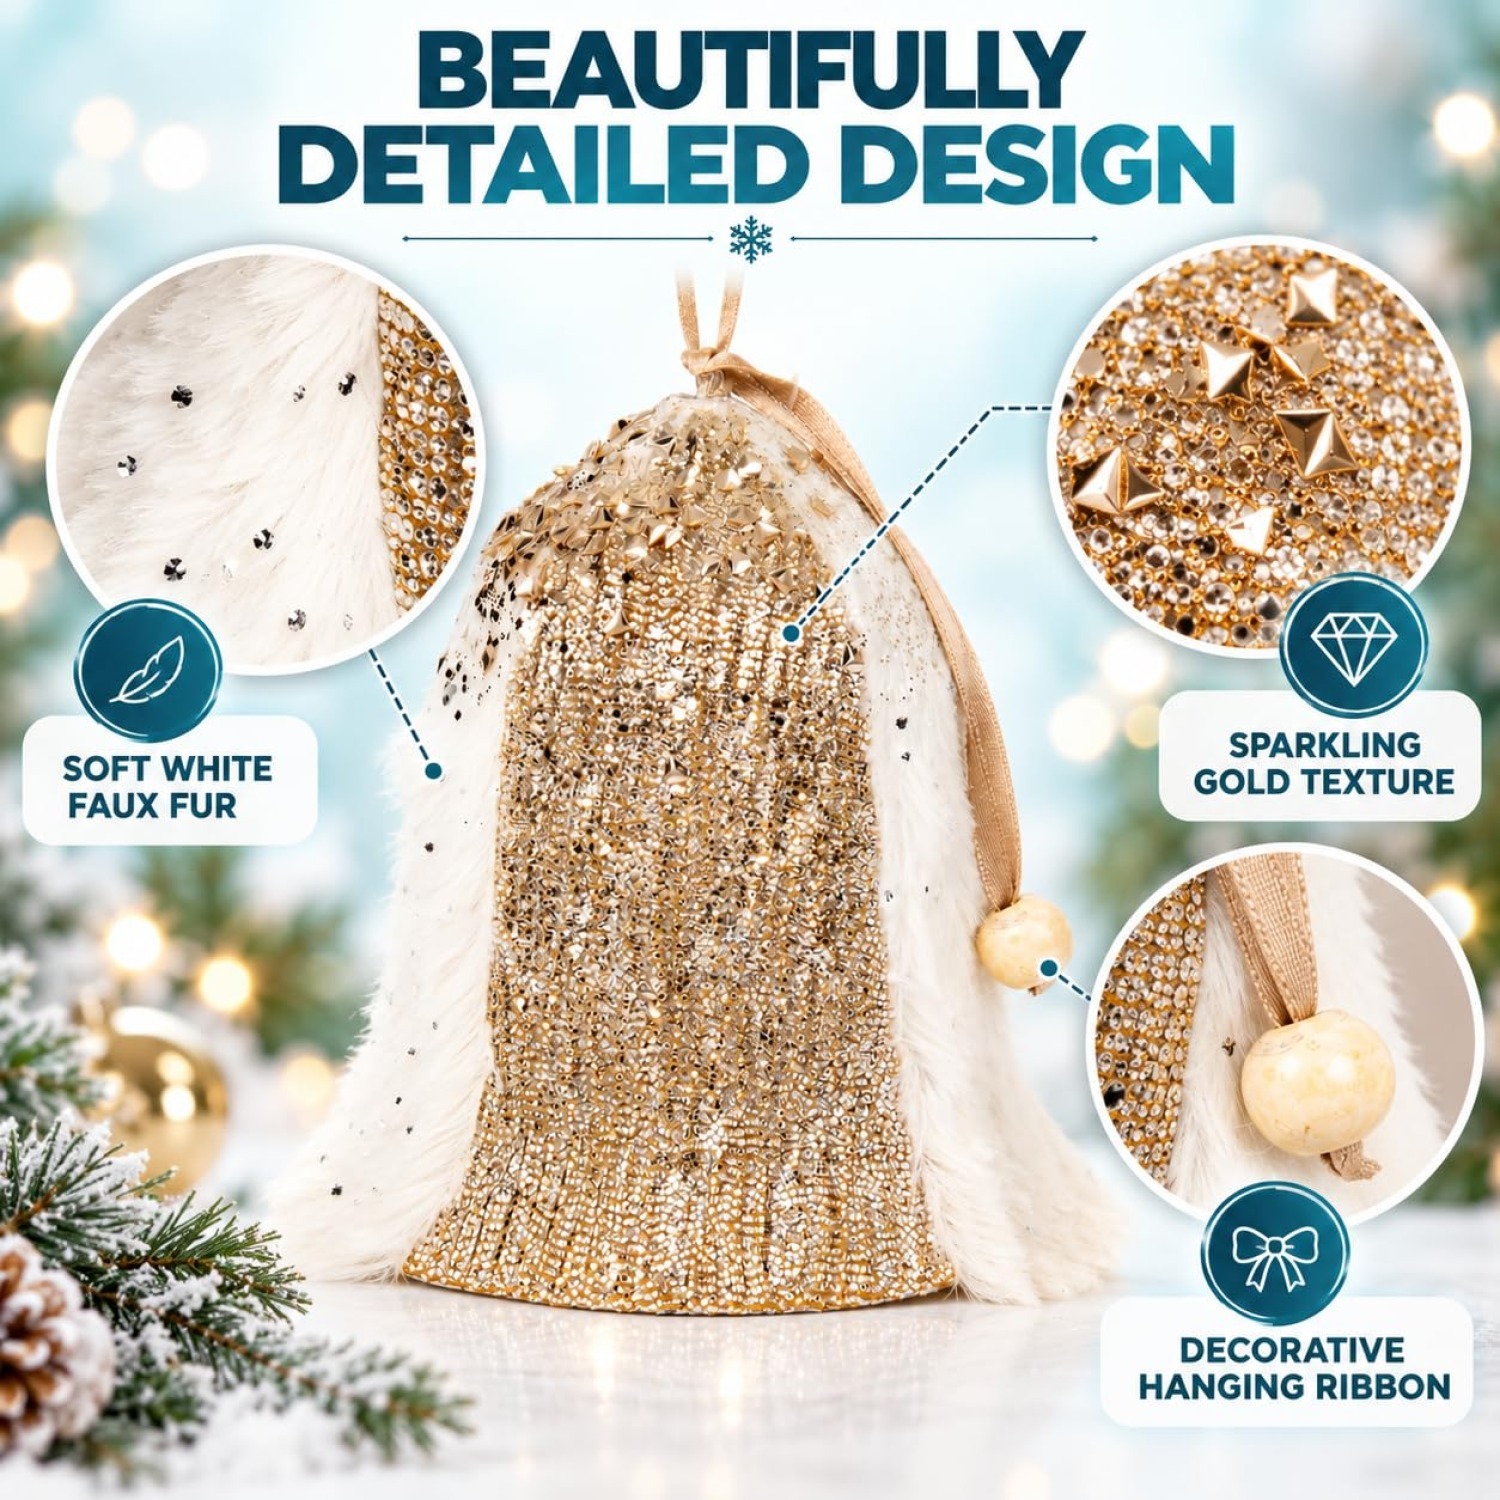 BEAUTIFULLY
DETAILED DESIGN
SOFT WHITE
FAUX FUR
SPARKLING
GOLD TEXTURE
DECORATIVE
HANGING RIBBON